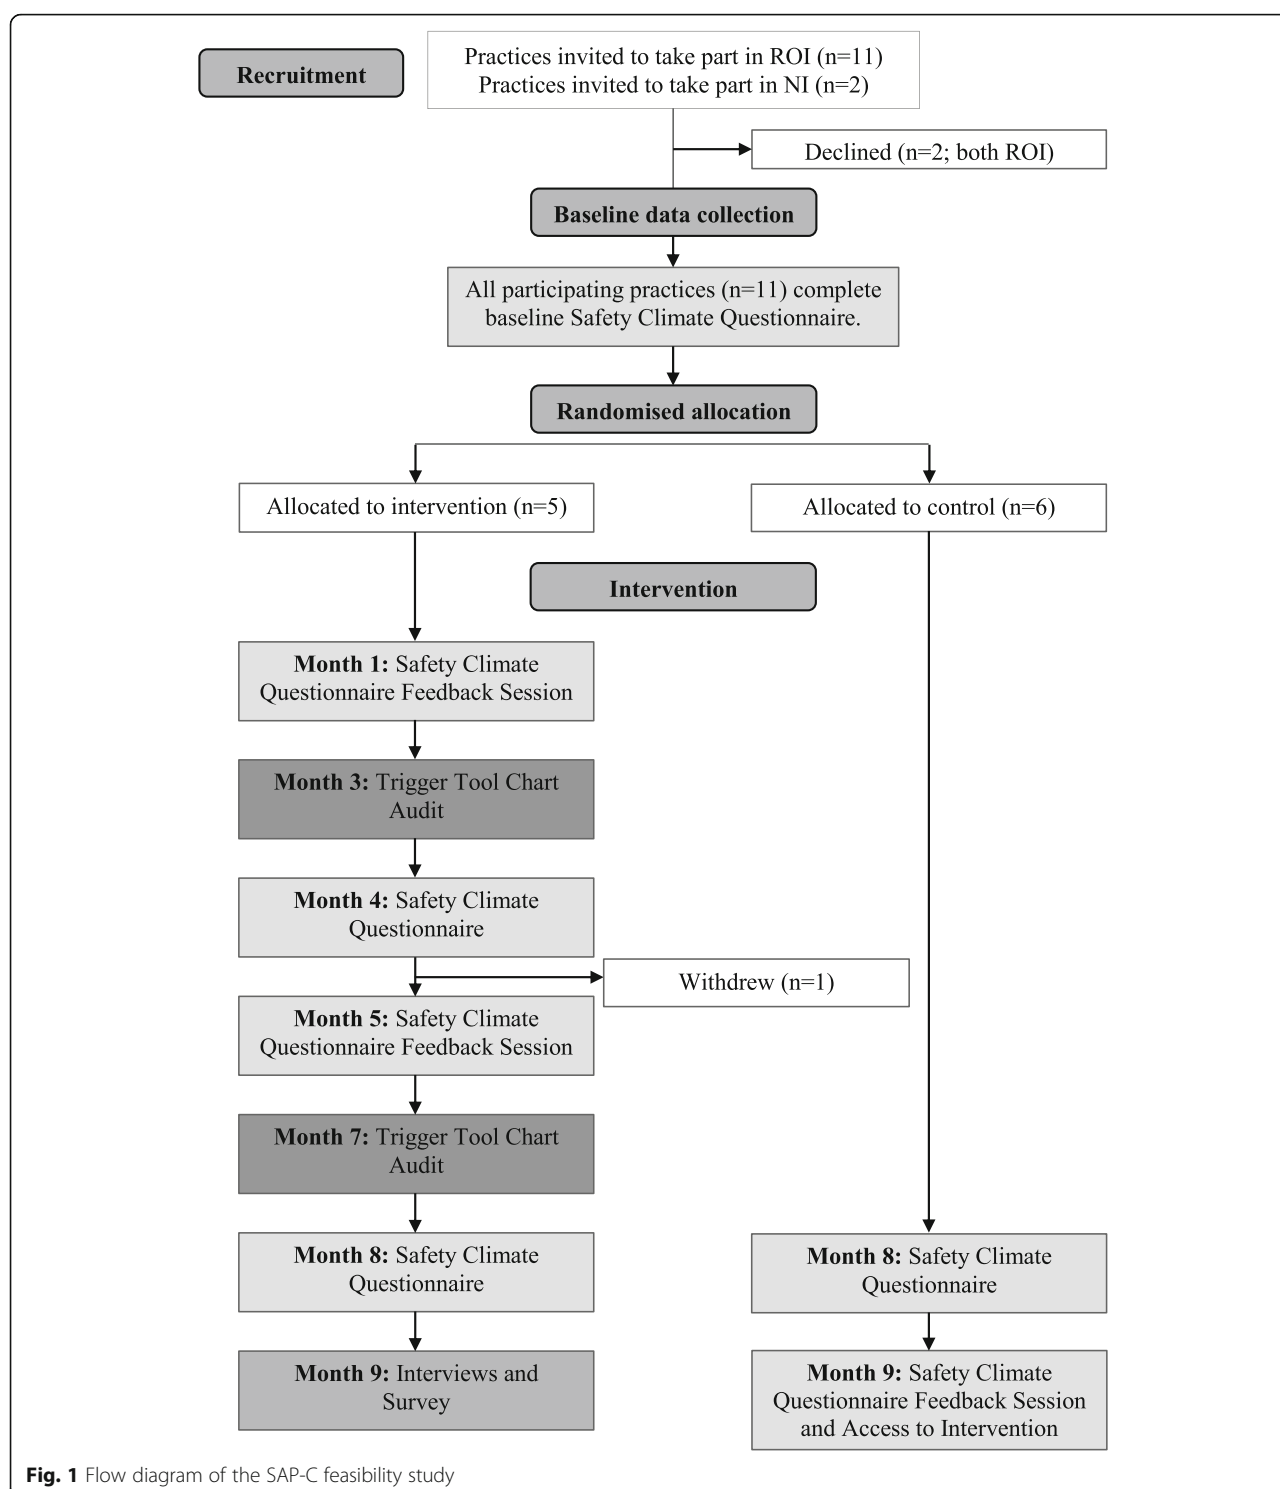 Recruitment
Practices invited to take part in ROI (n=11)
Practices invited to take part in NI (n=2)
Declined (n=2; both ROI)
Baseline data collection
All participating practices (n=11) complete
baseline Safety Climate Questionnaire.
Randomised allocation
Allocated to intervention (n=5)
Allocated to control (n=6)
Intervention
Month 1: Safety Climate
Questionnaire Feedback Session
Month 3: Trigger Tool Chart
Audit
Month 4: Safety Climate
Questionnaire
Withdrew (n=1)
Month 5: Safety Climate
Questionnaire Feedback Session
Month 7: Trigger Tool Chart
Audit
Month 8: Safety Climate
Questionnaire
Month 8: Safety Climate
Questionnaire
Month 9: Interviews and
Survey
Month 9: Safety Climate
Questionnaire Feedback Session
and Access to Intervention
Fig. 1 Flow diagram of the SAP-C feasibility study